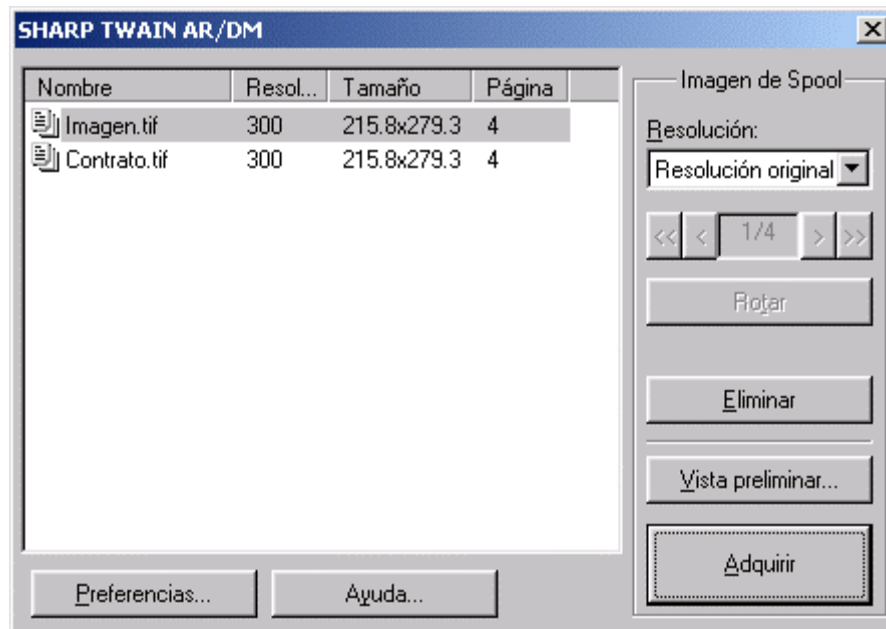 SHARP TWAIN AR/DM
Nombre Resol... Tamaño Página
Imagen.tif 300 215.8x279.3 4
Contrato.tif 300 215.8x279.3 4
Imagen de Spool
Resolución:
Resolución original
<< < 1/4 > >>
Rotar
Eliminar
Vista preliminar...
Adquirir
Preferencias... Ayuda...